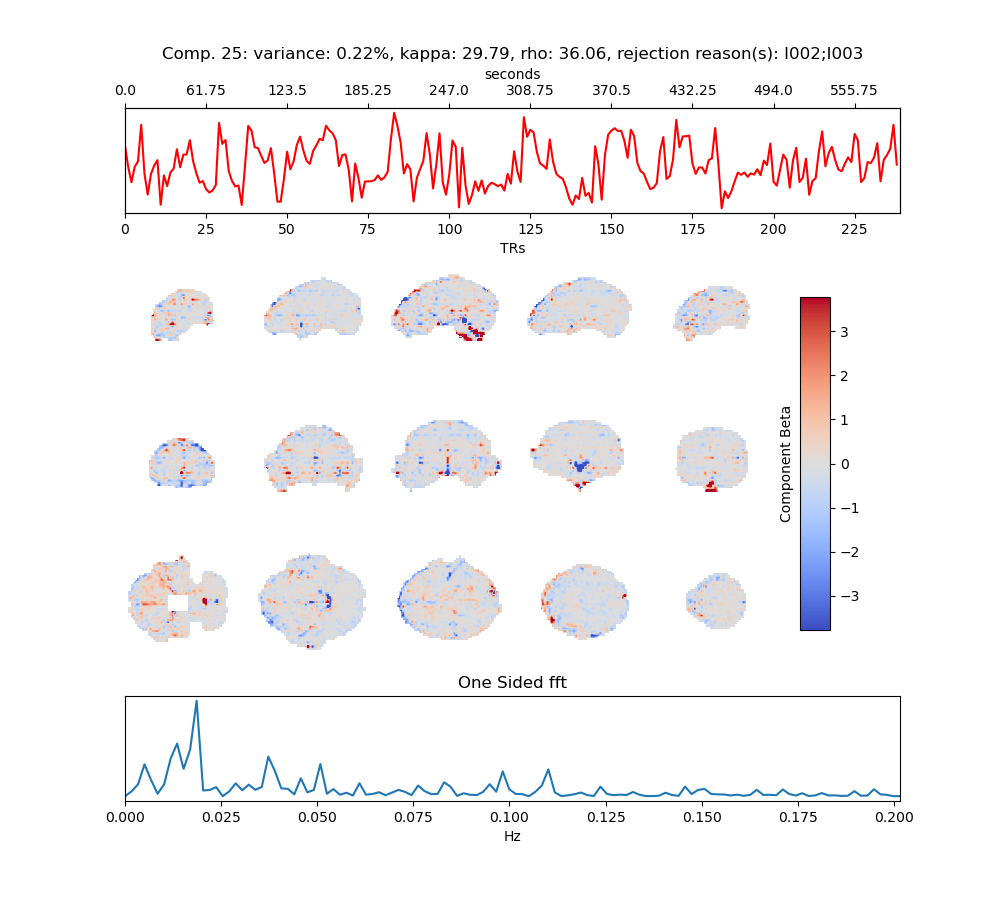 Comp. 25: variance: 0.22%, kappa: 29.79, rho: 36.06, rejection reason(s): I002;I003
seconds
0.0 61.75 123.5 185.25 247.0 308.75 370.5 432.25 494.0 555.75
0 25 50 75 100 125 150 175 200 225
TRs
3
2
1
0
−1
−2
−3
Component Beta
One Sided fft
0.000 0.025 0.050 0.075 0.100 0.125 0.150 0.175 0.200
Hz